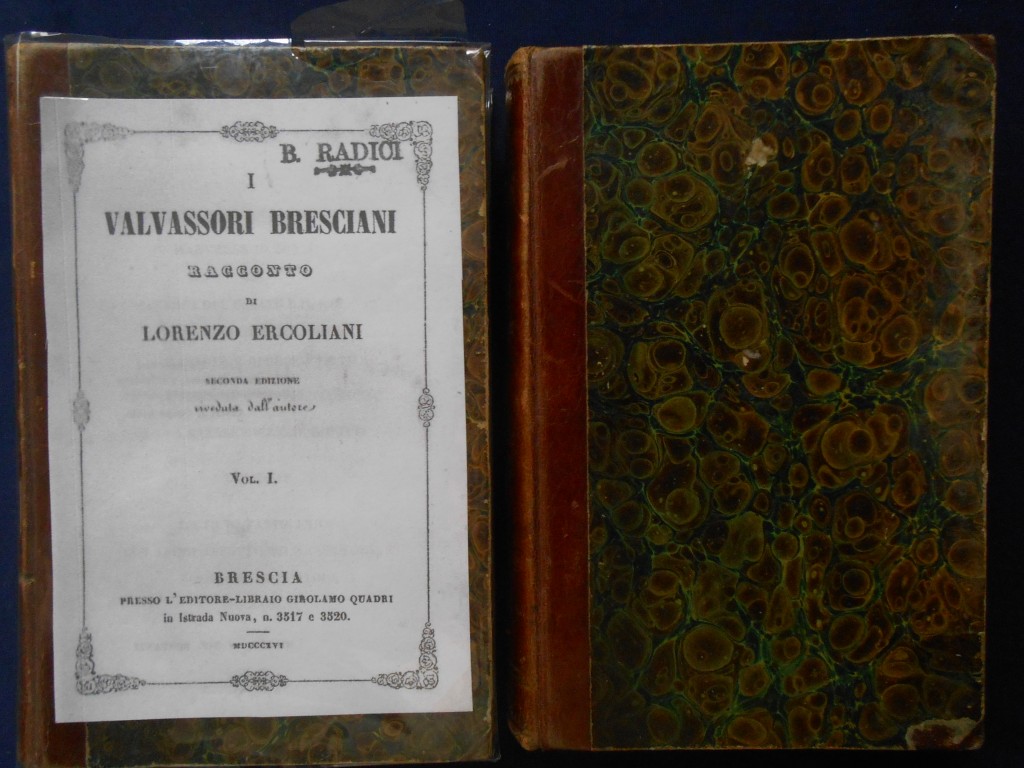 B. RADICI
I
VALVASSORI BRESCIANI
RACCONTO
DI
LORENZO ERCOLIANI
SECONDA EDIZIONE
riveduta dall'autore
VOL. I.
BRESCIA
PRESSO L'EDITORE-LIBRAIO GIROLAMO QUADRI
in Istrada Nuova, n. 3517 e 3520.